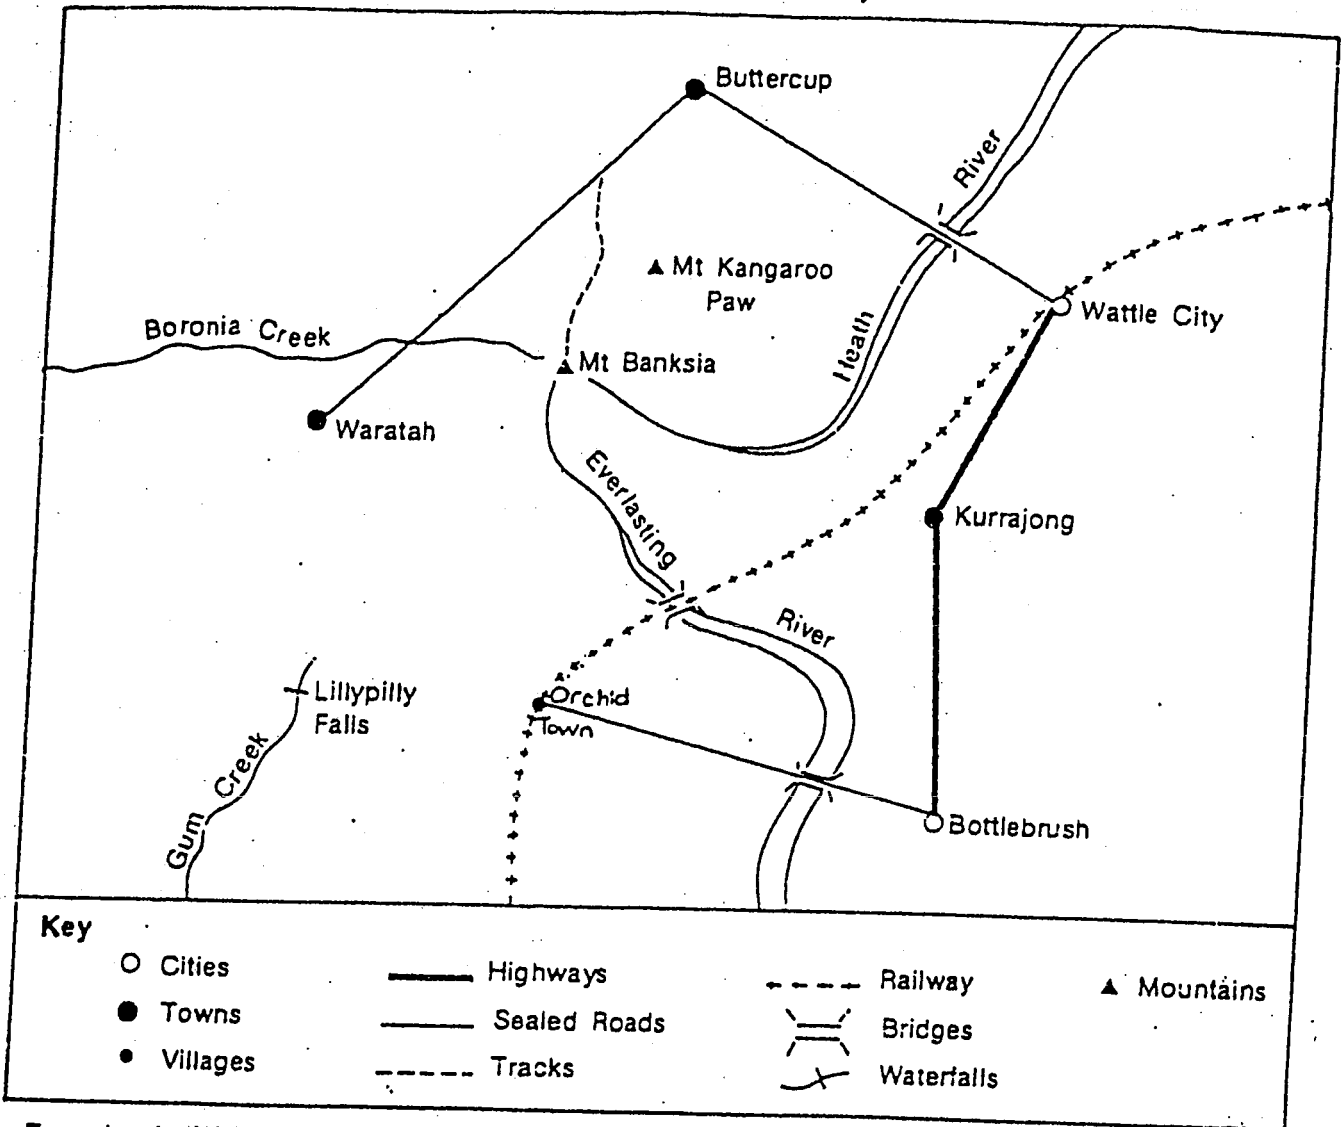 Buttercup
River
Mt Kangaroo
Paw
Wattle City
Boronia Creek
Heath
Mt Banksia
Waratah
Everlasting
Kurrajong
River
Orchid
Town
Lillypilly
Falls
Gum Creek
Bottlebrush
Key
Cities
Highways
Railway
Mountains
Towns
Sealed Roads
Bridges
Villages
Tracks
Waterfalls